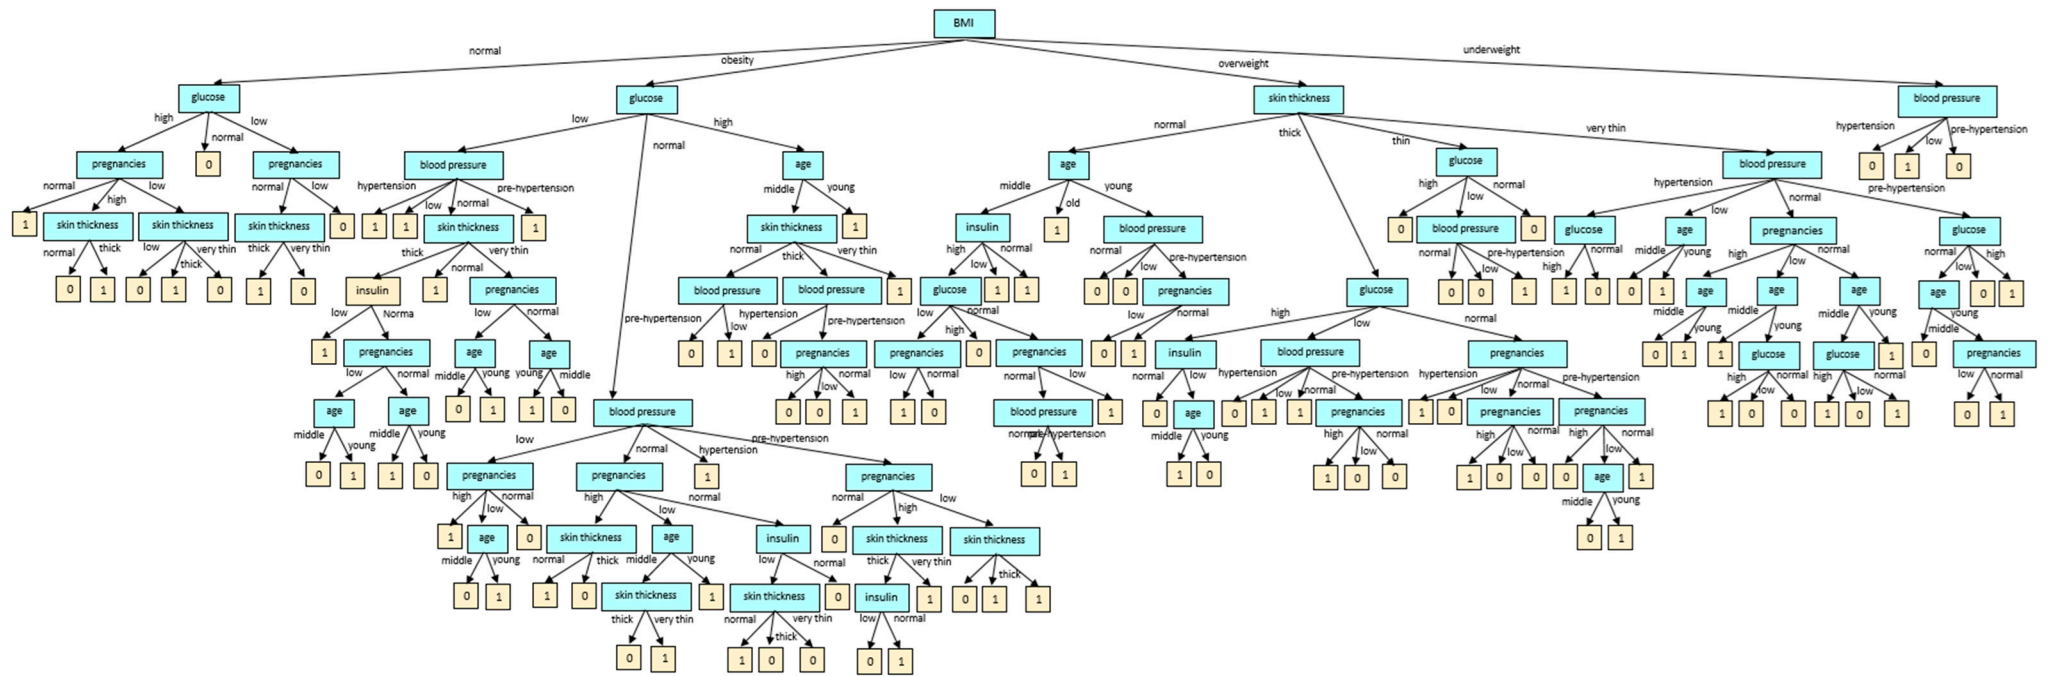 BMI
normal
obesity
overweight
underweight
glucose
glucose
skin thickness
blood pressure
high
normal
low
low
normal
high
normal
thick
thin
very thin
hypertension
low
pre-hypertension
pregnancies
0
pregnancies
blood pressure
age
age
glucose
blood pressure
0
1
0
normal
high
low
normal
low
hypertension
low
normal
pre-hypertension
middle
young
middle
old
young
high
low
normal
hypertension
low
normal
pre-hypertension
1
skin thickness
skin thickness
skin thickness
0
1
1
skin thickness
1
skin thickness
1
insulin
1
blood pressure
0
blood pressure
0
glucose
age
pregnancies
glucose
normal
thick
low
thick
very thin
thick
very thin
thick
normal
very thin
normal
thick
very thin
high
low
normal
normal
low
pre-hypertension
normal
low
pre-hypertension
high
normal
middle
young
high
low
normal
normal
low
high
0
1
0
1
0
1
0
insulin
1
pregnancies
blood pressure
blood pressure
1
glucose
1
1
0
0
pregnancies
glucose
0
0
1
1
0
0
1
age
age
age
age
0
1
low
Norma
low
normal
pre-hypertension
hypertension
low
hypertension
pre-hypertension
low
high
normal
low
normal
high
low
normal
middle
young
middle
young
middle
young
middle
young
1
pregnancies
age
age
0
1
0
pregnancies
pregnancies
0
pregnancies
0
1
insulin
blood pressure
pregnancies
0
1
1
glucose
glucose
1
0
pregnancies
low
normal
middle
young
young
middle
high
low
normal
low
normal
normal
low
normal
low
hypertension
low
normal
pre-hypertension
hypertension
low
normal
pre-hypertension
high
low
normal
high
low
normal
low
normal
age
age
0
1
1
0
blood pressure
0
0
1
1
0
blood pressure
1
0
age
0
1
1
pregnancies
1
0
pregnancies
pregnancies
1
0
0
1
0
1
0
1
middle
young
middle
young
low
normal
hypertension
pre-hypertension
normal
pre-hypertension
middle
young
high
low
normal
high
low
normal
high
low
normal
0
1
1
0
pregnancies
pregnancies
1
pregnancies
0
1
1
0
1
0
0
1
0
0
0
age
1
high
low
normal
high
low
normal
normal
high
low
middle
young
1
age
0
skin thickness
age
insulin
0
skin thickness
skin thickness
0
1
middle
young
normal
thick
middle
young
low
normal
thick
very thin
thick
0
1
1
0
skin thickness
1
skin thickness
0
insulin
1
0
1
1
thick
very thin
normal
thick
very thin
low
normal
0
1
1
0
0
0
1